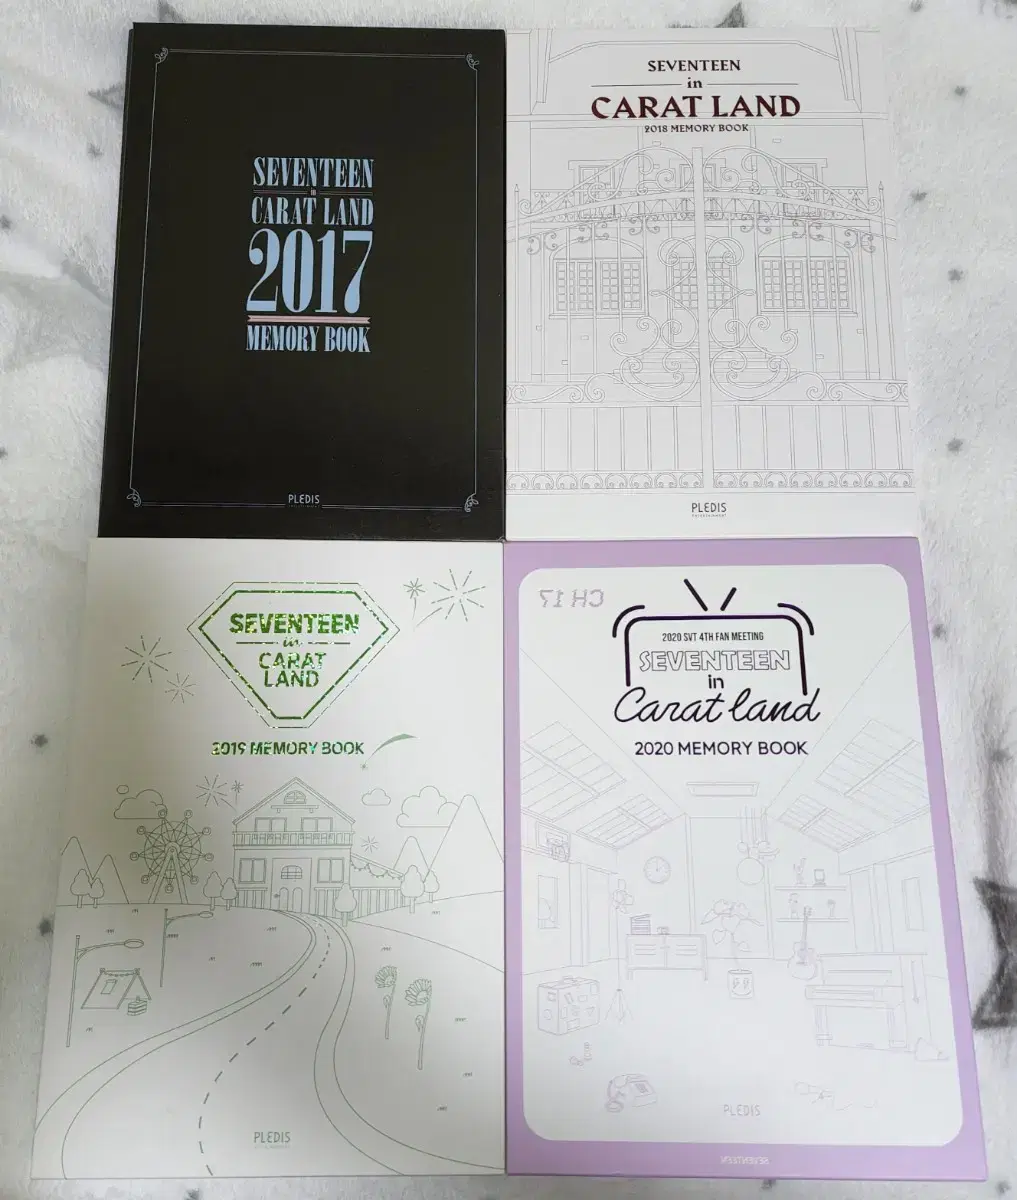 SEVENTEEN
in
CARAT LAND
2017
MEMORY BOOK
PLEDIS
SEVENTEEN
in
CARAT LAND
2018 MEMORY BOOK
PLEDIS
ENTERTAINMENT
SEVENTEEN
in
CARAT
LAND
2019 MEMORY BOOK
PLEDIS
CH 17
2020 SVT 4TH FAN MEETING
SEVENTEEN
in
Carat land
2020 MEMORY BOOK
PLEDIS
SEVENTEEN